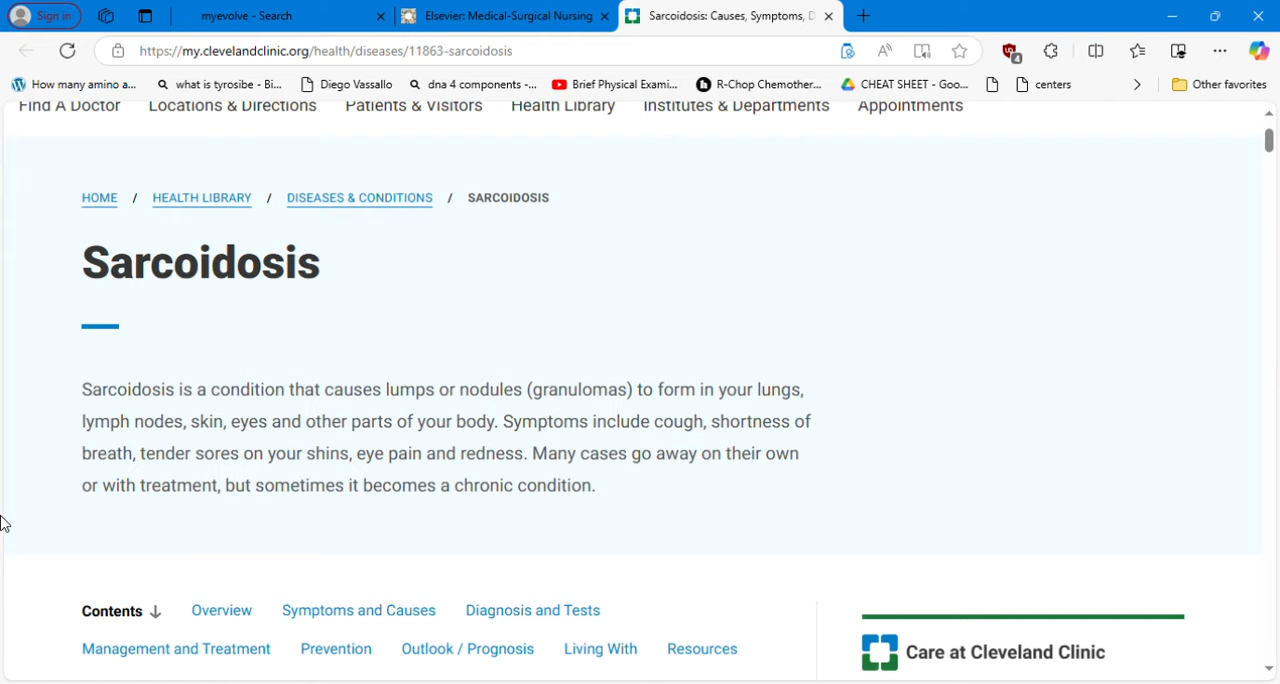 Sign in
myevolve - Search
Elsevier: Medical-Surgical Nursing
Sarcoidosis: Causes, Symptoms, D
https://my.clevelandclinic.org/health/diseases/11863-sarcoidosis
4
How many amino a...
what is tyrosibe - Bi...
Diego Vassallo
dna 4 components -...
Brief Physical Exami...
R-Chop Chemother...
CHEAT SHEET - Goo...
centers
Other favorites
Find A Doctor
Locations & Directions
Patients & Visitors
Health Library
Institutes & Departments
Appointments
HOME / HEALTH LIBRARY / DISEASES & CONDITIONS / SARCOIDOSIS
Sarcoidosis
Sarcoidosis is a condition that causes lumps or nodules (granulomas) to form in your lungs,
lymph nodes, skin, eyes and other parts of your body. Symptoms include cough, shortness of
breath, tender sores on your shins, eye pain and redness. Many cases go away on their own
or with treatment, but sometimes it becomes a chronic condition.
Contents ↓ Overview Symptoms and Causes Diagnosis and Tests
Management and Treatment Prevention Outlook / Prognosis Living With Resources
Care at Cleveland Clinic